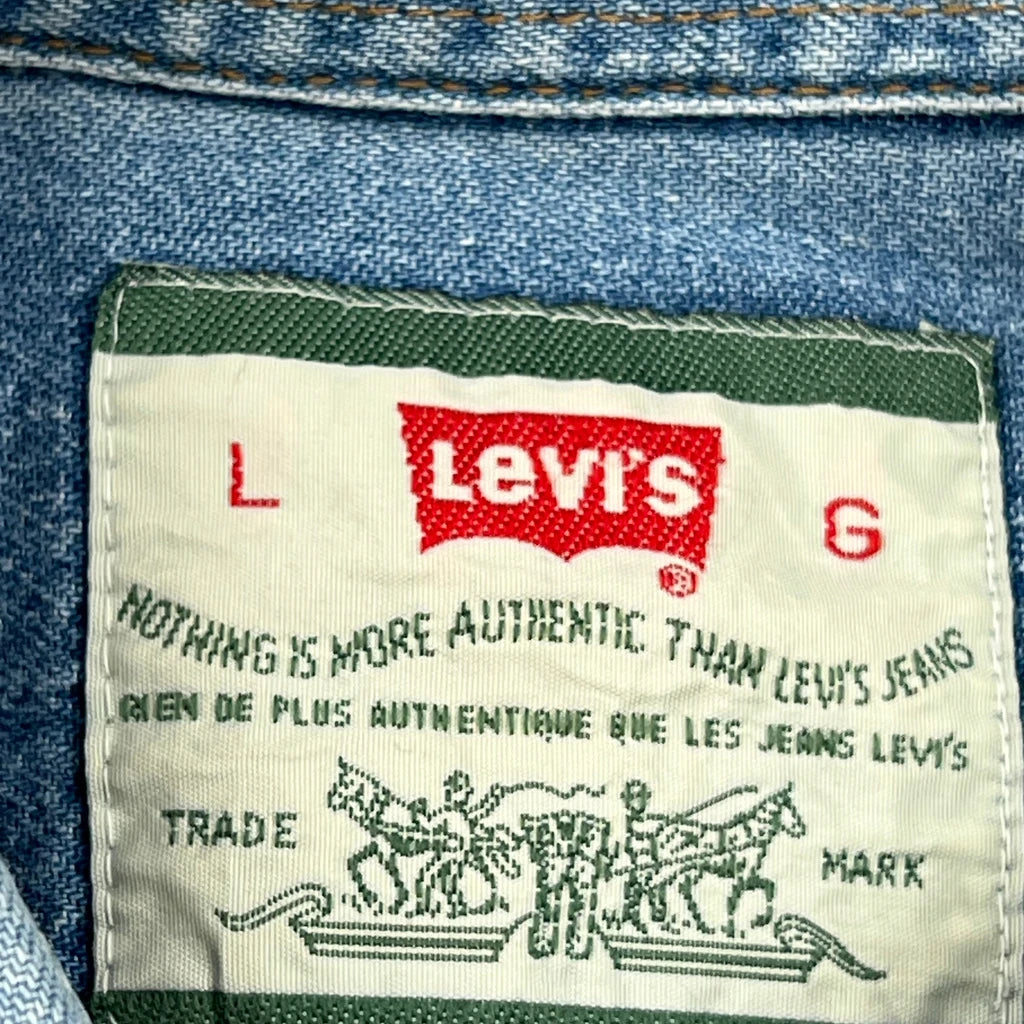 L LEVI'S G
®
NOTHING IS MORE AUTHENTIC THAN LEVI'S JEANS
RIEN DE PLUS AUTHENTIQUE QUE LES JEANS LEVI'S
TRADE MARK